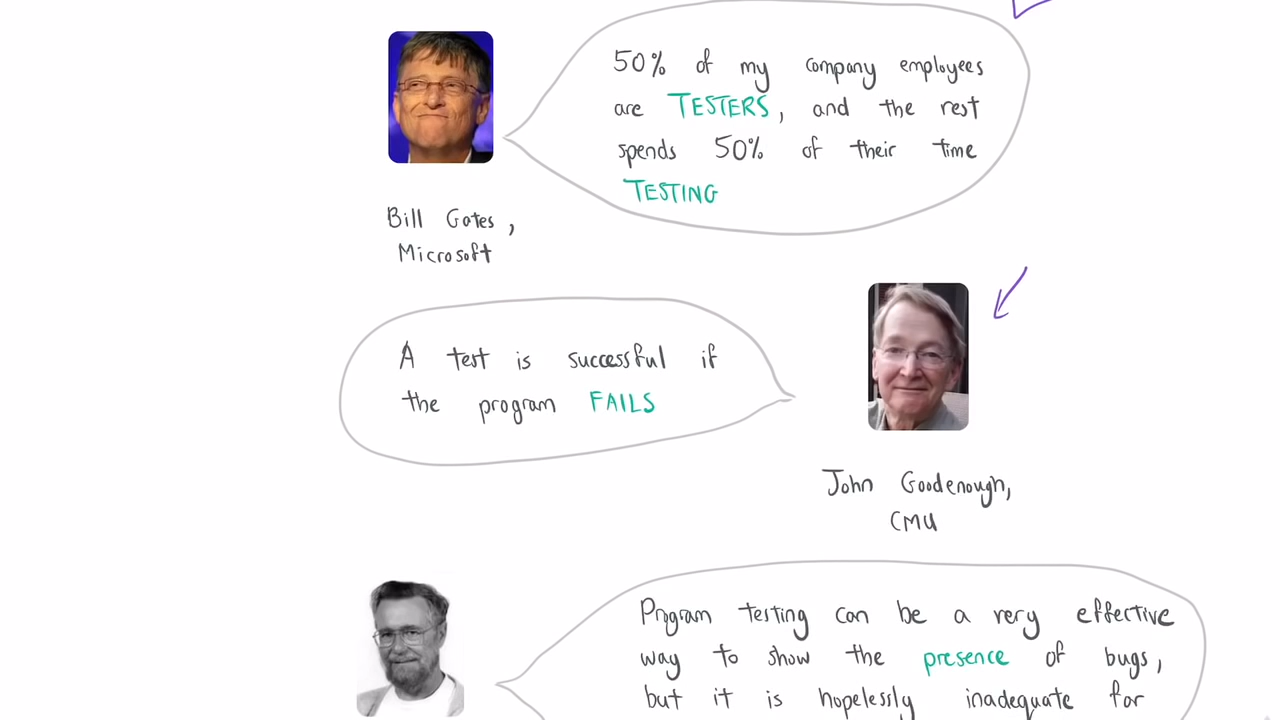 50% of my company employees
are TESTERS, and the rest
spends 50% of their time
TESTING
Bill Gates,
Microsoft
A test is successful if
the program FAILS
John Goodenough,
CMU
Program testing can be a very effective
way to show the presence of bugs,
but it is hopelessly inadequate for